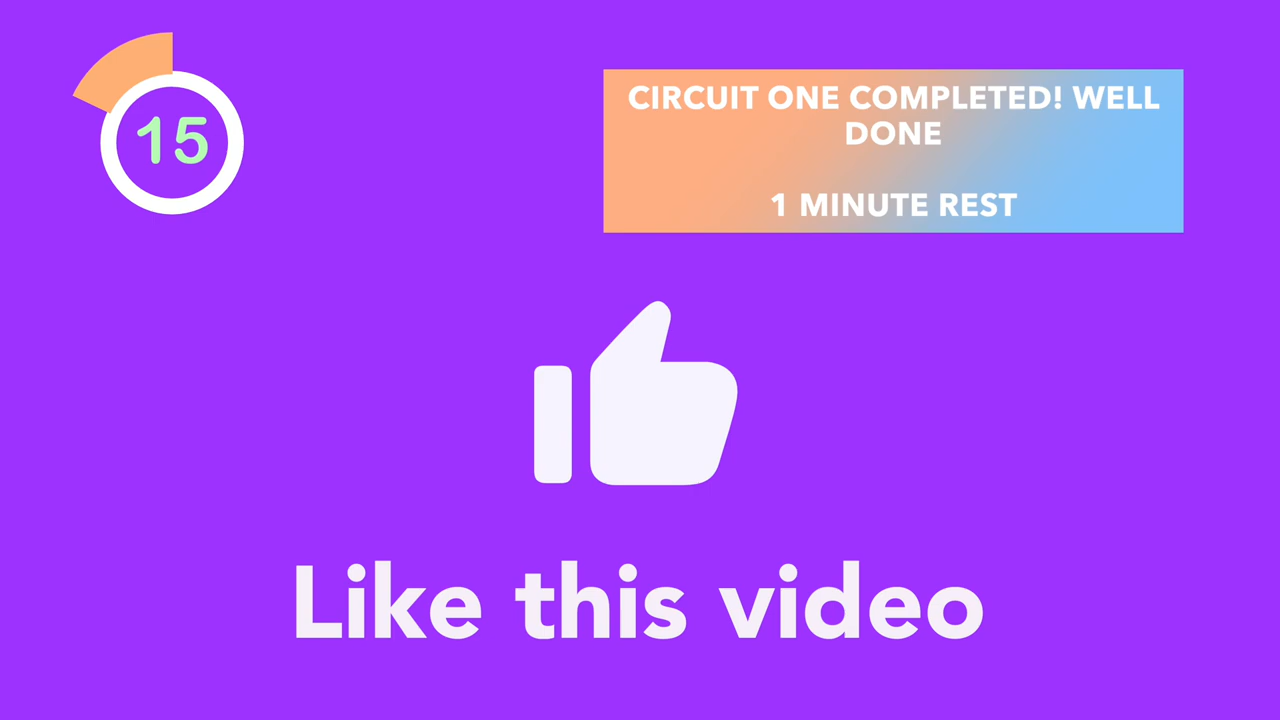 15
CIRCUIT ONE COMPLETED! WELL
DONE
1 MINUTE REST
Like this video